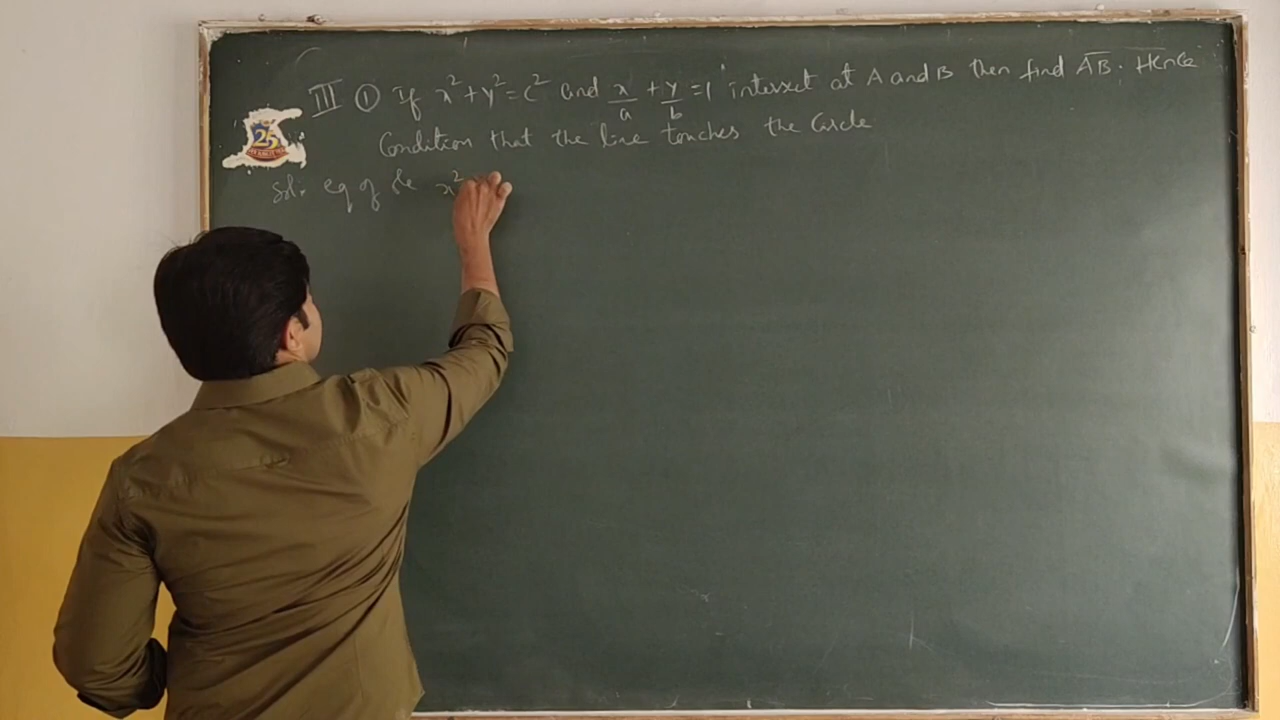 III ① If x² + y² = c² and x/a + y/b = 1 intersect at A and B then find AB. Hence
Condition that the line touches the Circle
25
Sol: eq of ⊙le x²